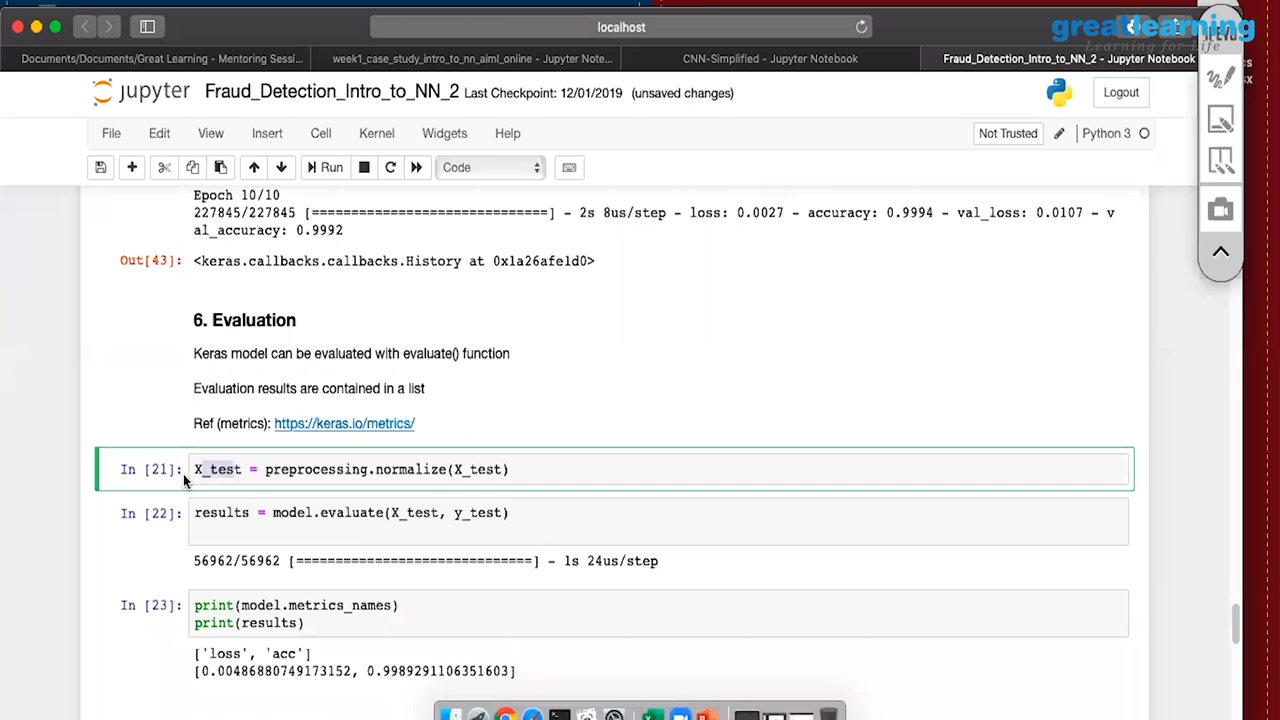 localhost
greatlearning
Learning for Life
Documents/Documents/Great Learning - Mentoring Sessi...
week1_case_study_intro_to_nn_aiml_online - Jupyter Note...
CNN-Simplified - Jupyter Notebook
Fraud_Detection_Intro_to_NN_2 - Jupyter Notebook
jupyter Fraud_Detection_Intro_to_NN_2 Last Checkpoint: 12/01/2019 (unsaved changes)
Logout
File Edit View Insert Cell Kernel Widgets Help
Not Trusted
Python 3
Run
Code
Epoch 10/10
227845/227845 [==============================] - 2s 8us/step - loss: 0.0027 - accuracy: 0.9994 - val_loss: 0.0107 - v
al_accuracy: 0.9992
Out[43]: <keras.callbacks.callbacks.History at 0x1a26afe1d0>
6. Evaluation
Keras model can be evaluated with evaluate() function
Evaluation results are contained in a list
Ref (metrics): https://keras.io/metrics/
In [21]: X_test = preprocessing.normalize(X_test)
In [22]: results = model.evaluate(X_test, y_test)
56962/56962 [==============================] - 1s 24us/step
In [23]: print(model.metrics_names)
print(results)
['loss', 'acc']
[0.00486880749173152, 0.9989291106351603]